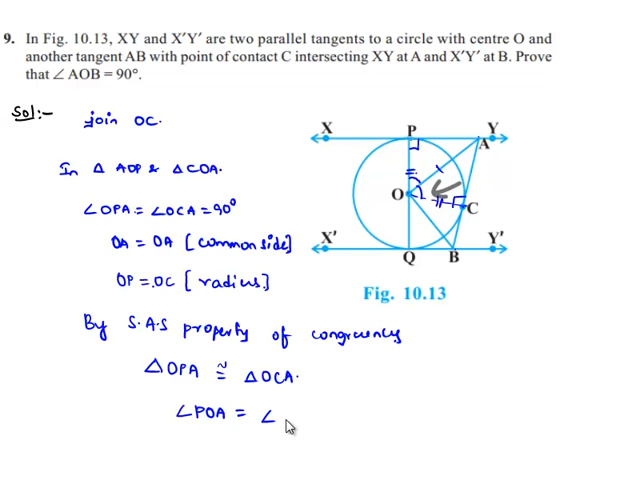 9. In Fig. 10.13, XY and X′Y′ are two parallel tangents to a circle with centre O and
another tangent AB with point of contact C intersecting XY at A and X′Y′ at B. Prove
that ∠ AOB = 90°.
Sol:- join OC.
In Δ AOP & ΔCOA.
∠OPA = ∠OCA = 90°
OA = OA [common side]
OP = OC [radius]
By S.A.S property of congruency
ΔOPA ≅ ΔOCA.
∠POA = ∠
X P Y
A
O
C
X′ Y′
Q B
Fig. 10.13